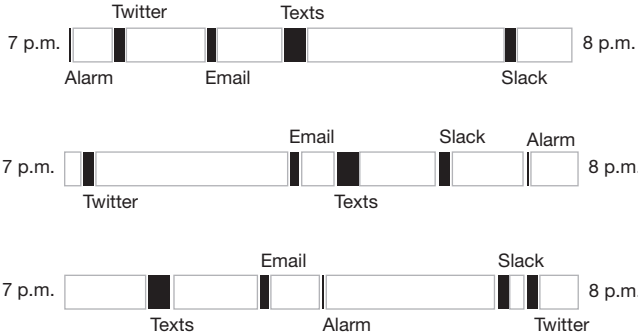 Twitter Texts
7 p.m. 8 p.m.
Alarm Email Slack
Email Slack Alarm
7 p.m. 8 p.m.
Twitter Texts
Email Slack
7 p.m. 8 p.m.
Texts Alarm Twitter